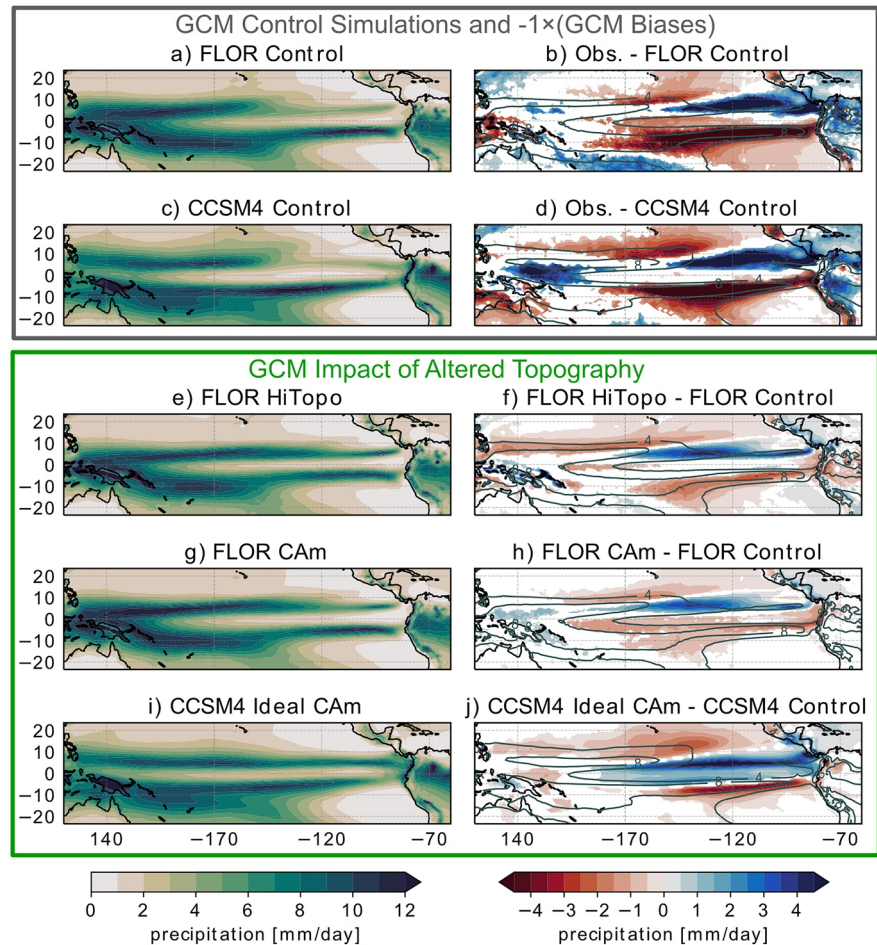 GCM Control Simulations and -1×(GCM Biases)
a) FLOR Control
b) Obs. - FLOR Control
20
10
0
−10
−20
4
8
c) CCSM4 Control
d) Obs. - CCSM4 Control
20
10
0
−10
−20
8
8
4
GCM Impact of Altered Topography
e) FLOR HiTopo
f) FLOR HiTopo - FLOR Control
20
10
0
−10
−20
4
8
g) FLOR CAm
h) FLOR CAm - FLOR Control
20
10
0
−10
−20
4
8
i) CCSM4 Ideal CAm
j) CCSM4 Ideal CAm - CCSM4 Control
20
10
0
−10
−20
8
8
4
140 −170 −120 −70
140 −170 −120 −70
0 2 4 6 8 10 12
precipitation [mm/day]
−4 −3 −2 −1 0 1 2 3 4
precipitation [mm/day]